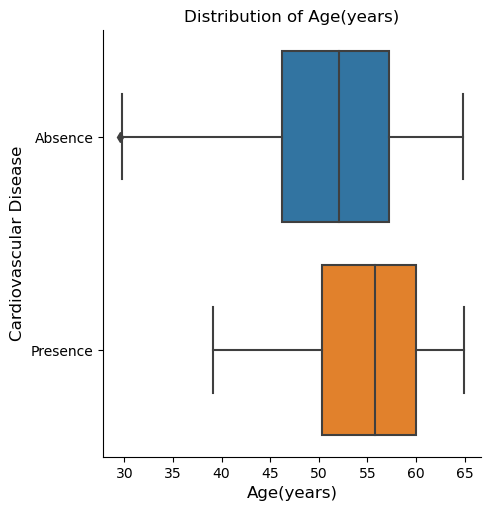 Distribution of Age(years)
Cardiovascular Disease
Absence
Presence
30 35 40 45 50 55 60 65
Age(years)